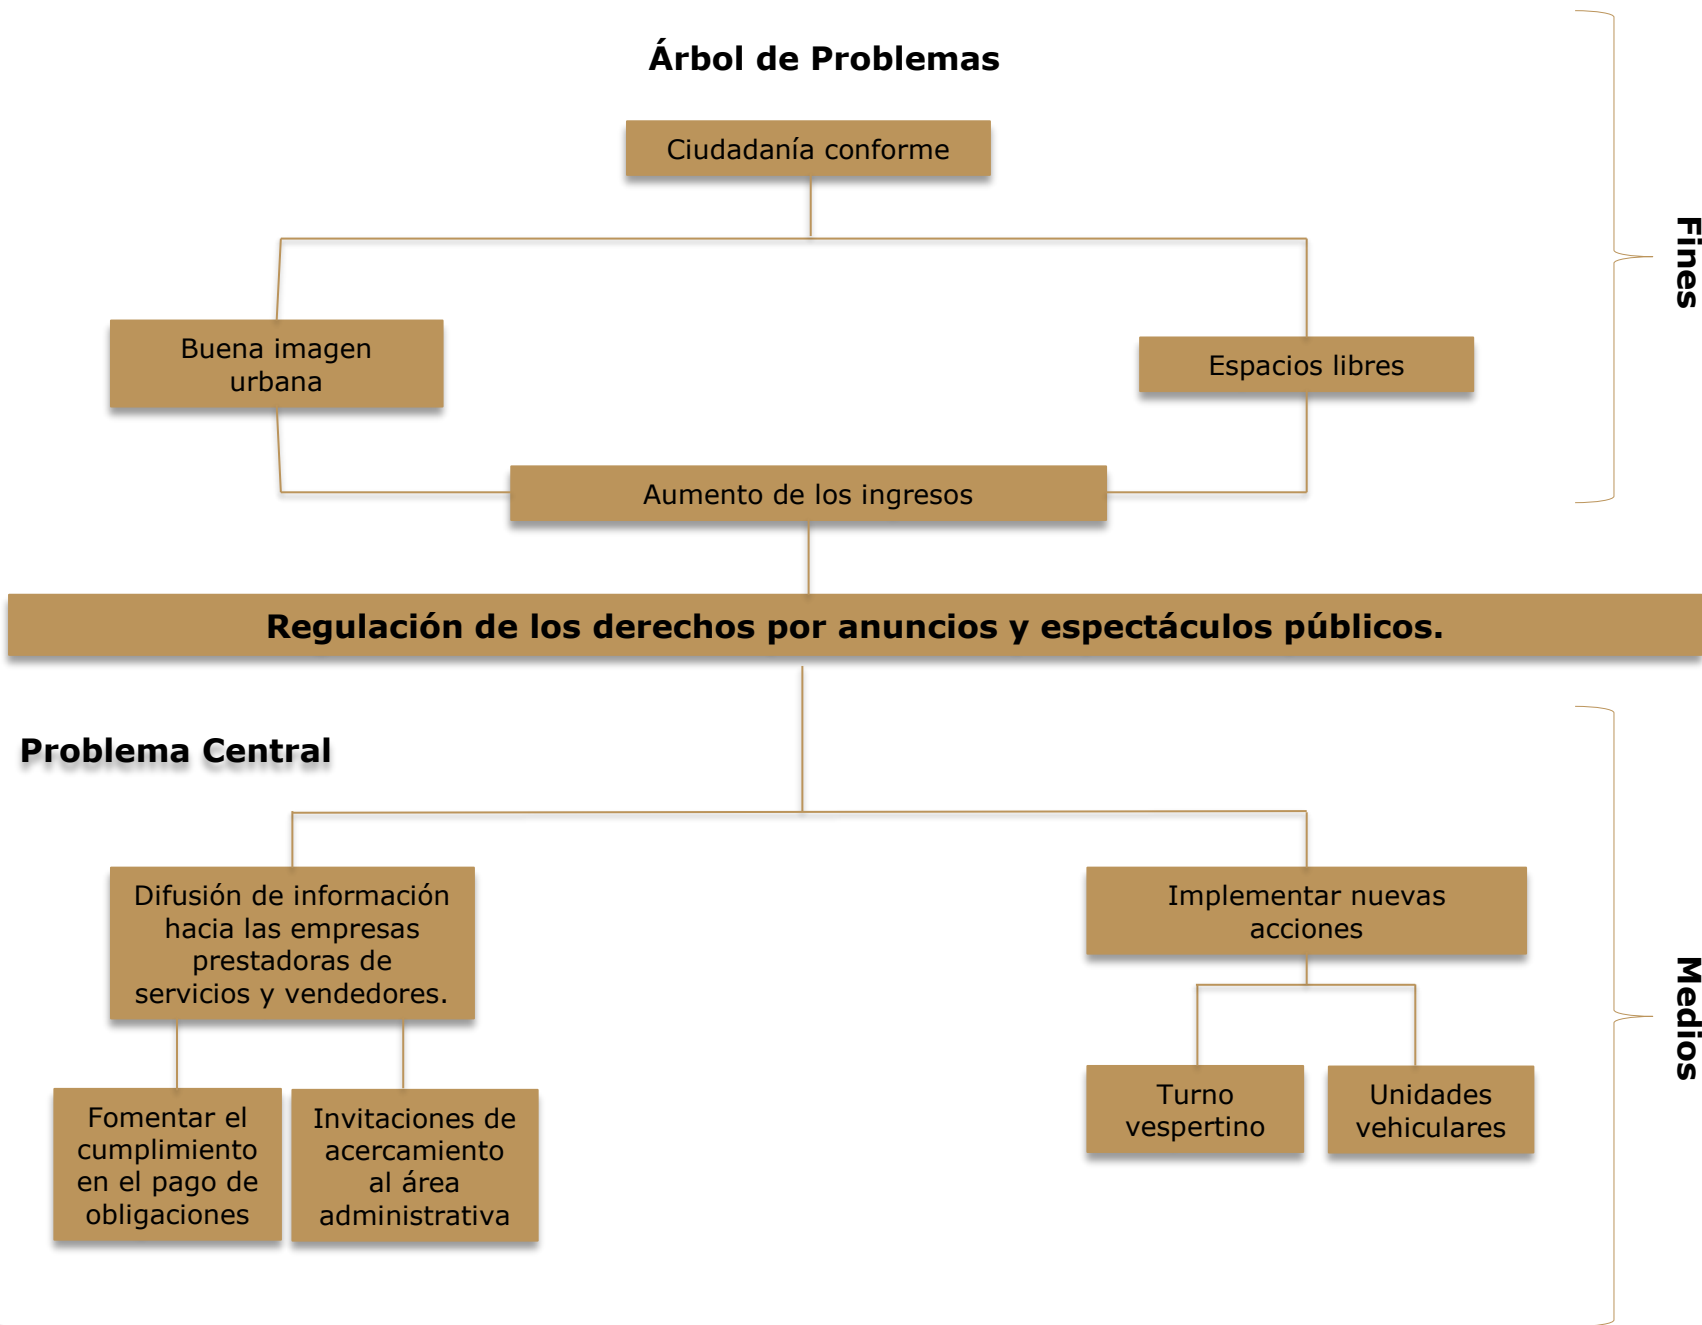 Árbol de Problemas
Ciudadanía conforme
Fines
Buena imagen
urbana
Espacios libres
Aumento de los ingresos
Regulación de los derechos por anuncios y espectáculos públicos.
Problema Central
Difusión de información
hacia las empresas
prestadoras de
servicios y vendedores.
Implementar nuevas
acciones
Medios
Fomentar el
cumplimiento
en el pago de
obligaciones
Invitaciones de
acercamiento
al área
administrativa
Turno
vespertino
Unidades
vehiculares